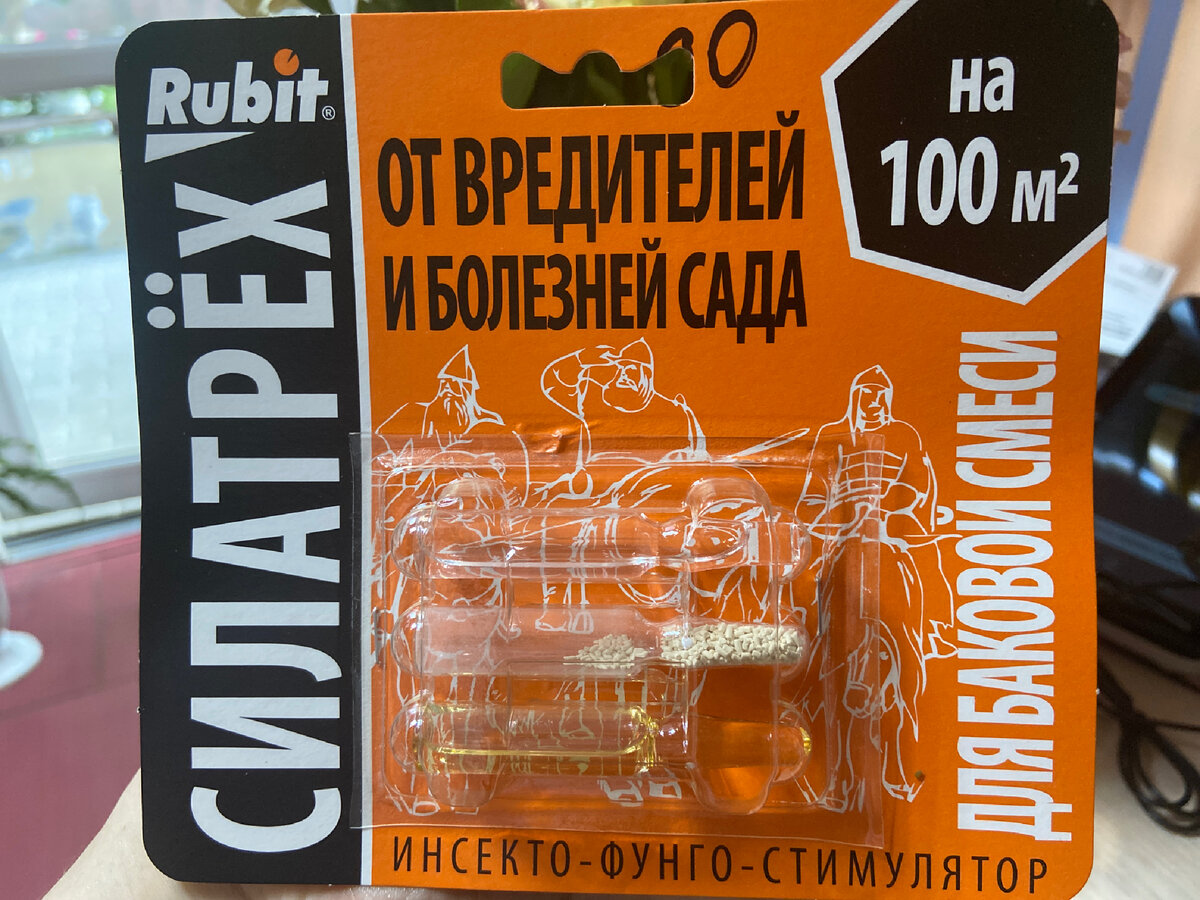 Rubit®
СИЛАТРЁХ
ОТ ВРЕДИТЕЛЕЙ
И БОЛЕЗНЕЙ САДА
на
100 м²
ДЛЯ БАКОВОЙ СМЕСИ
ИНСЕКТО-ФУНГО-СТИМУЛЯТОР